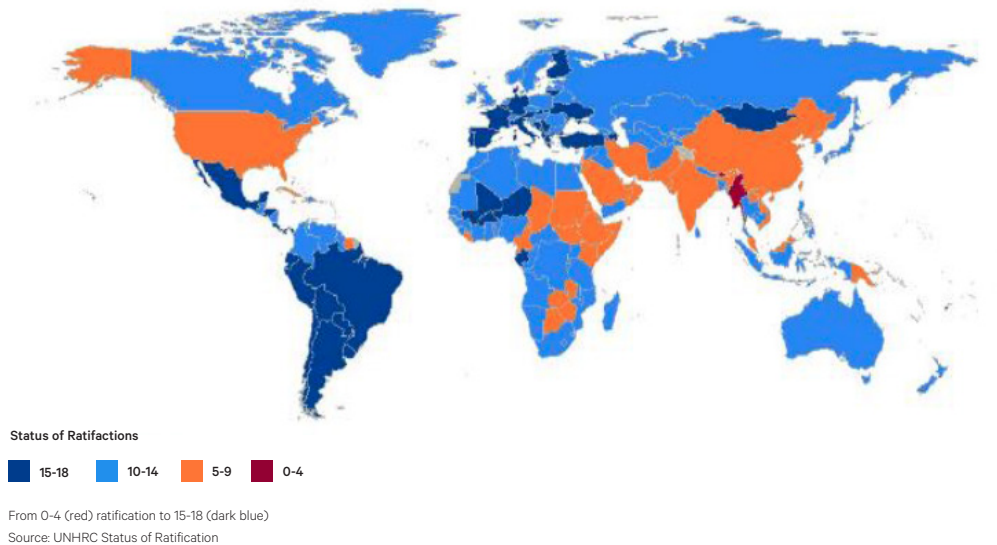 Status of Ratifactions
15-18 10-14 5-9 0-4
From 0-4 (red) ratification to 15-18 (dark blue)
Source: UNHRC Status of Ratification